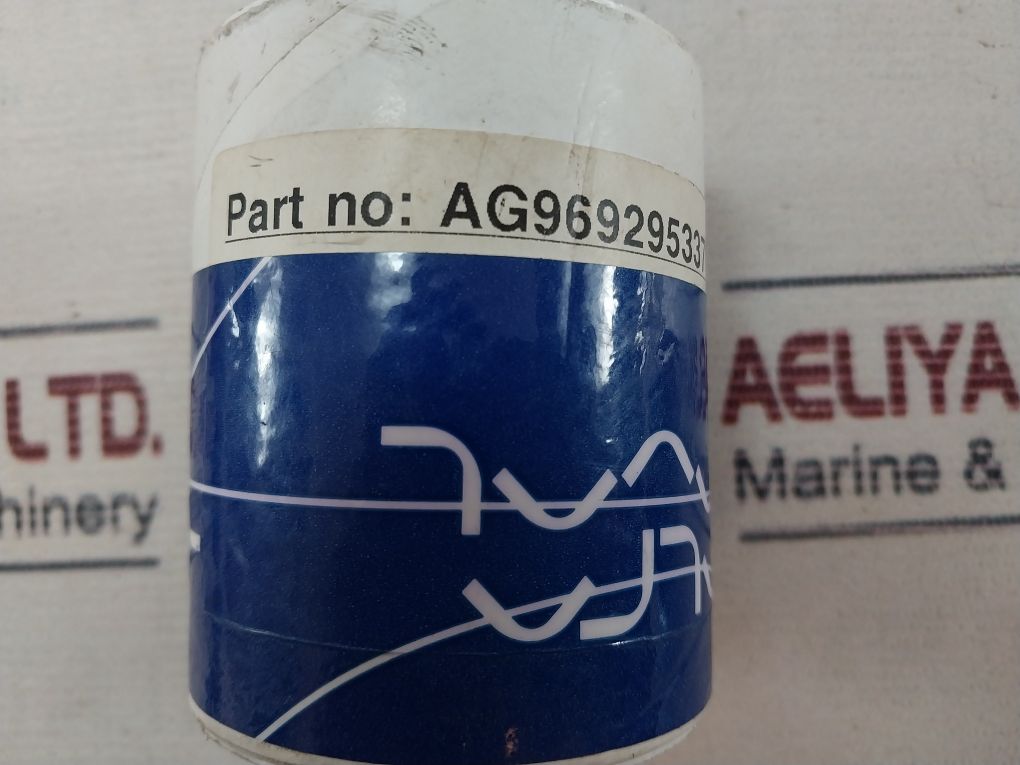 Part no: AG969295337
LTD.
hinery
AELIYA
Marine &